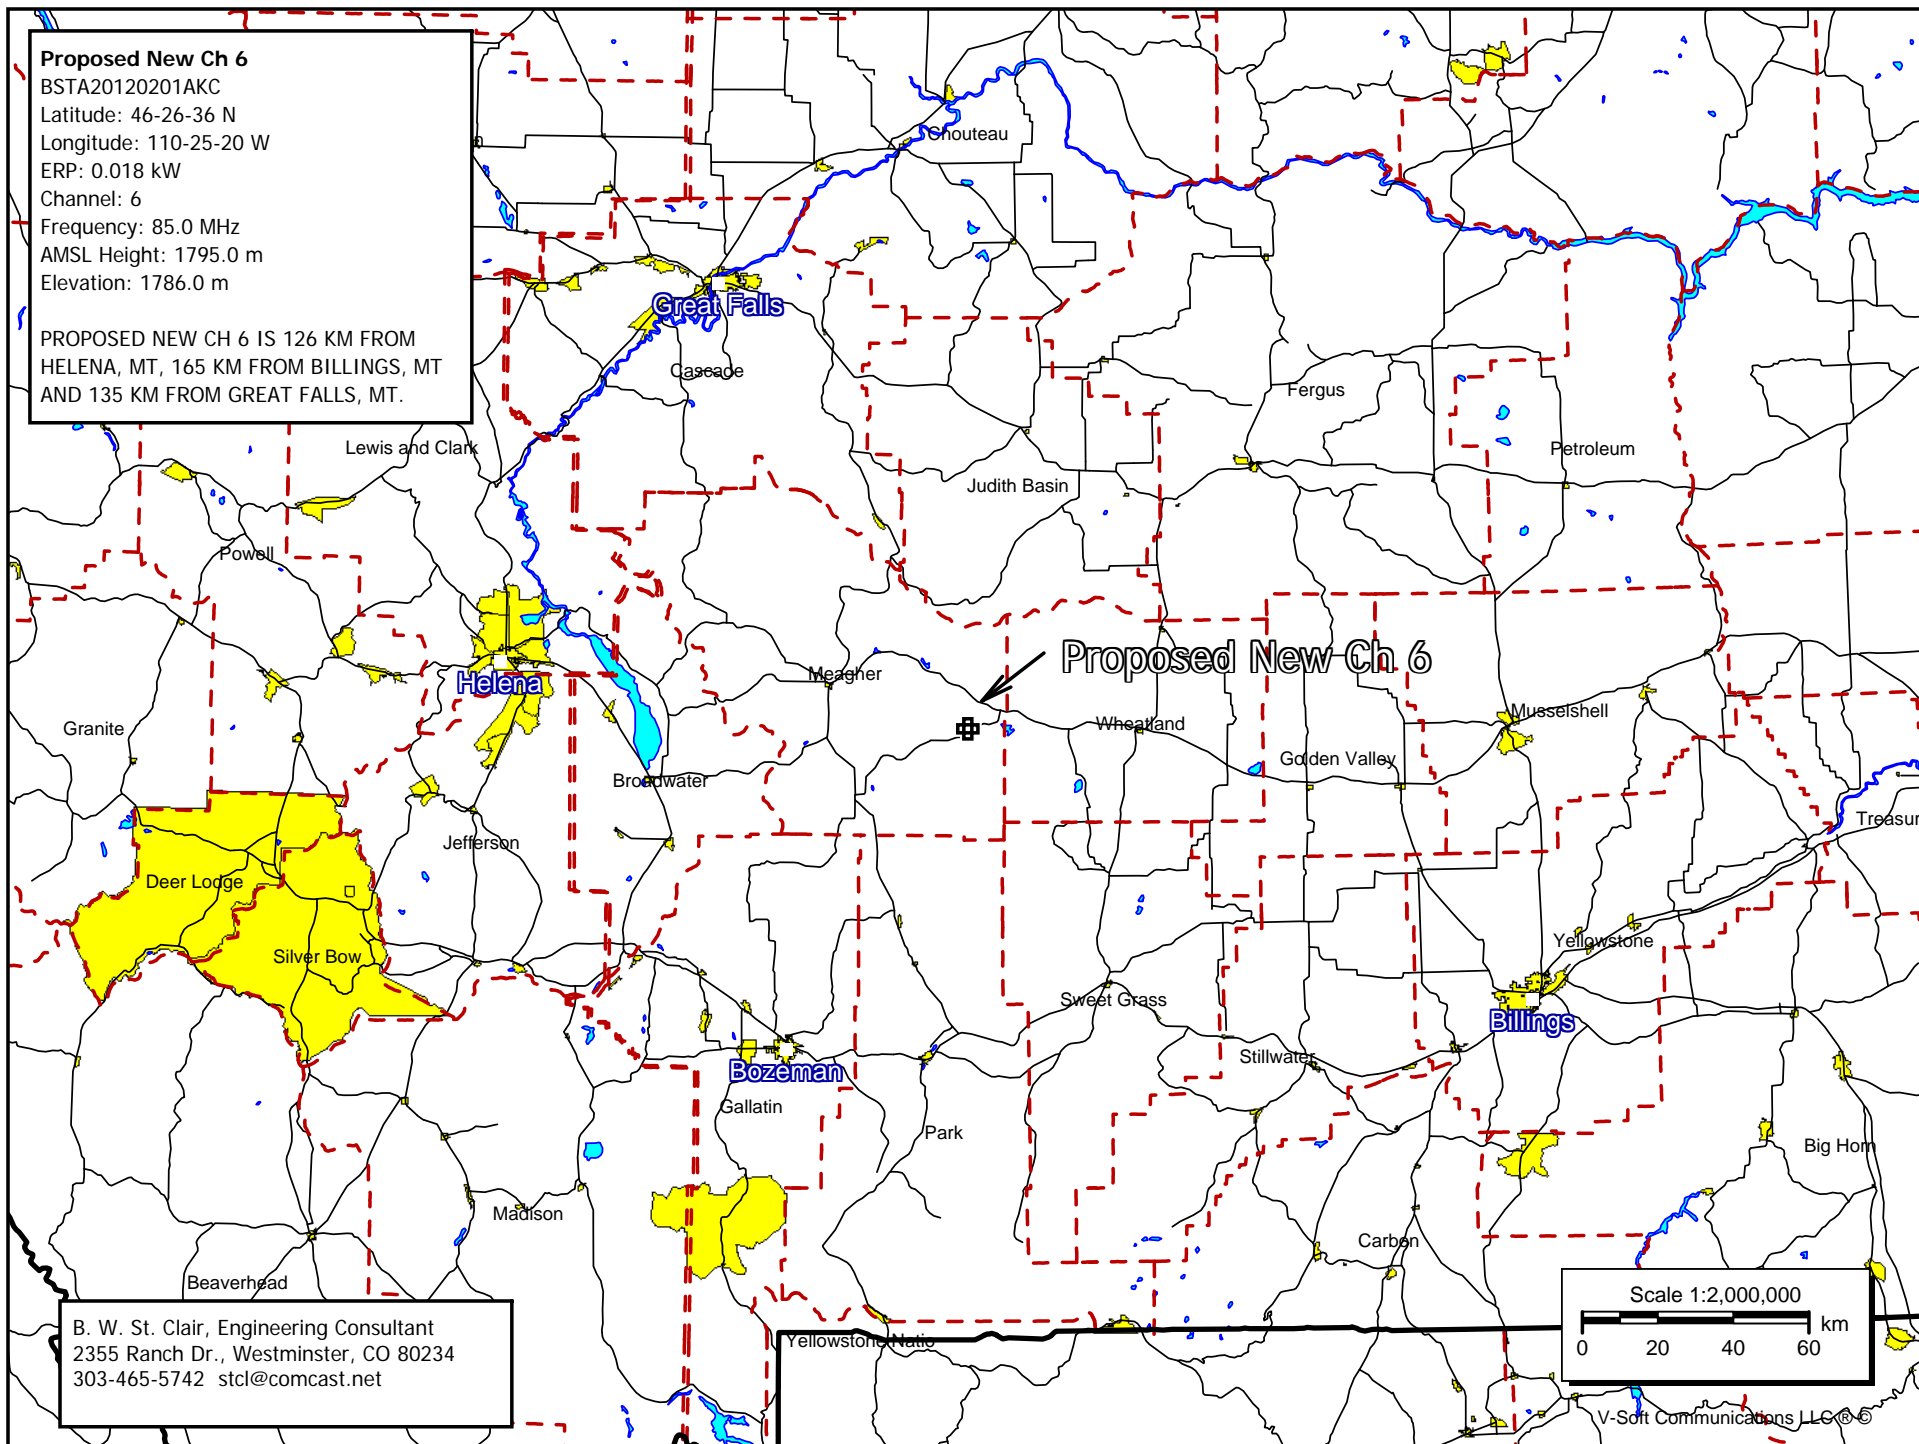 Proposed New Ch 6
BSTA20120201AKC
Latitude: 46-26-36 N
Longitude: 110-25-20 W
ERP: 0.018 kW
Channel: 6
Frequency: 85.0 MHz
AMSL Height: 1795.0 m
Elevation: 1786.0 m
PROPOSED NEW CH 6 IS 126 KM FROM
HELENA, MT, 165 KM FROM BILLINGS, MT
AND 135 KM FROM GREAT FALLS, MT.
Chouteau
Great Falls
Cascade
Fergus
Lewis and Clark
Petroleum
Judith Basin
Powell
Proposed New Ch 6
Meagher
Helena
Musselshell
Granite
Wheatland
Golden Valley
Broadwater
Treasur
Jefferson
Deer Lodge
Yellowstone
Silver Bow
Sweet Grass
Billings
Stillwater
Bozeman
Gallatin
Park
Big Horn
Madison
Carbon
Beaverhead
Yellowstone Natio
B. W. St. Clair, Engineering Consultant
2355 Ranch Dr., Westminster, CO 80234
303-465-5742 stcl@comcast.net
Scale 1:2,000,000
km
0 20 40 60
V-Soft Communications LLC ® ©